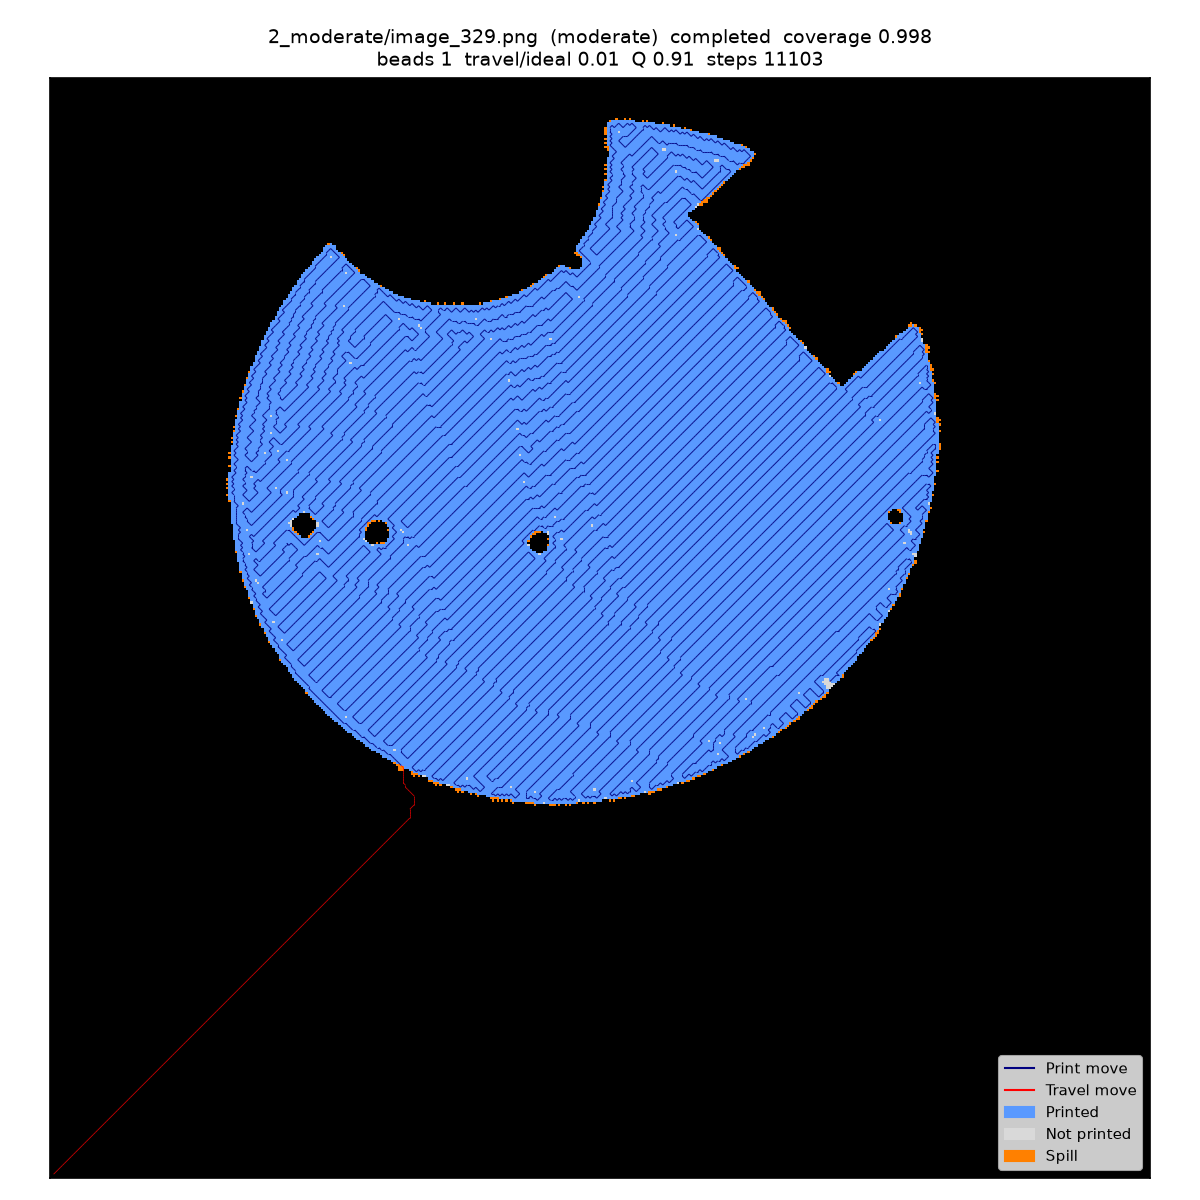 2_moderate/image_329.png  (moderate)  completed  coverage 0.998
beads 1  travel/ideal 0.01  Q 0.91  steps 11103
Print move
Travel move
Printed
Not printed
Spill